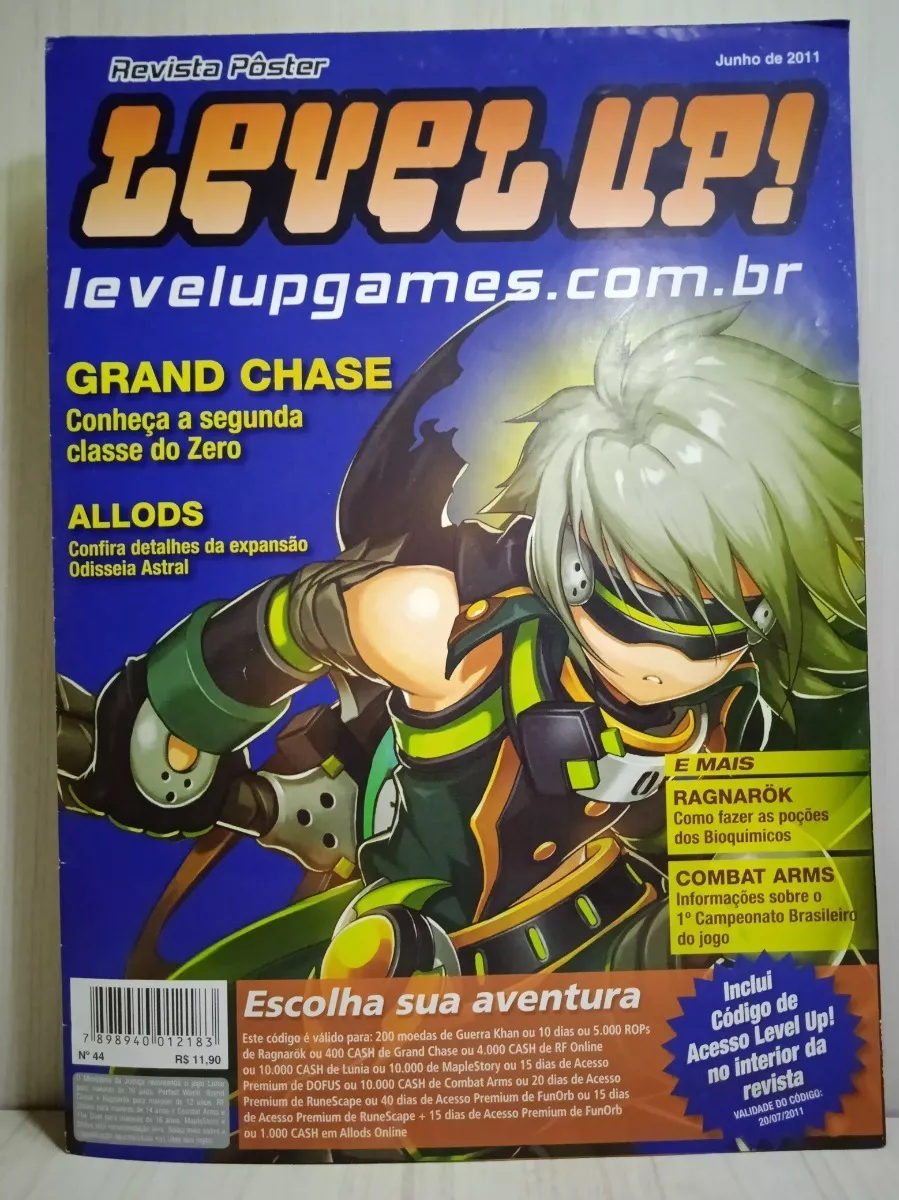 Revista Pôster
Junho de 2011
LEVEL UP!
levelupgames.com.br
GRAND CHASE
Conheça a segunda
classe do Zero
ALLODS
Confira detalhes da expansão
Odisseia Astral
E MAIS
RAGNARÖK
Como fazer as poções
dos Bioquímicos
COMBAT ARMS
Informações sobre o
1º Campeonato Brasileiro
do jogo
7 898940 012183
Nº 44
R$ 11,90
Escolha sua aventura
Este código é válido para: 200 moedas de Guerra Khan ou 10 dias ou 5.000 ROPs
de Ragnarök ou 400 CASH de Grand Chase ou 4.000 CASH de RF Online
ou 10.000 CASH de Lunia ou 10.000 de MapleStory ou 15 dias de Acesso
Premium de DOFUS ou 10.000 CASH de Combat Arms ou 20 dias de Acesso
Premium de RuneScape ou 40 dias de Acesso Premium de FunOrb ou 15 dias
de Acesso Premium de RuneScape + 15 dias de Acesso Premium de FunOrb
ou 1.000 CASH em Allods Online
Inclui
Código de
Acesso Level Up!
no interior da
revista
VALIDADE DO CÓDIGO:
20/07/2011